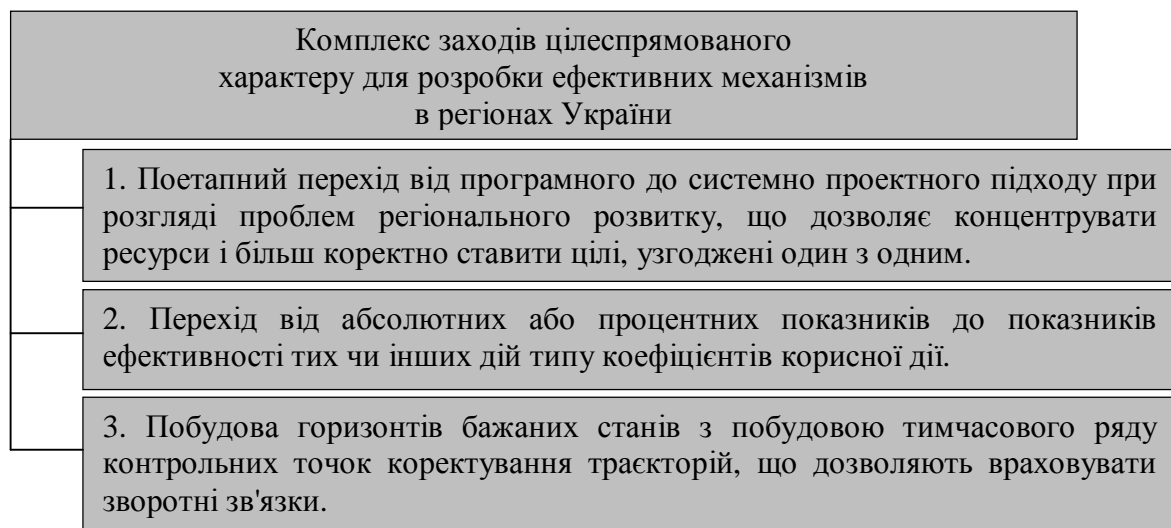 Комплекс заходів цілеспрямованого
характеру для розробки ефективних механізмів
в регіонах України
1. Поетапний перехід від програмного до системно проектного підходу при
розгляді проблем регіонального розвитку, що дозволяє концентрувати
ресурси і більш коректно ставити цілі, узгоджені один з одним.
2. Перехід від абсолютних або процентних показників до показників
ефективності тих чи інших дій типу коефіцієнтів корисної дії.
3. Побудова горизонтів бажаних станів з побудовою тимчасового ряду
контрольних точок коректування траєкторій, що дозволяють враховувати
зворотні зв'язки.